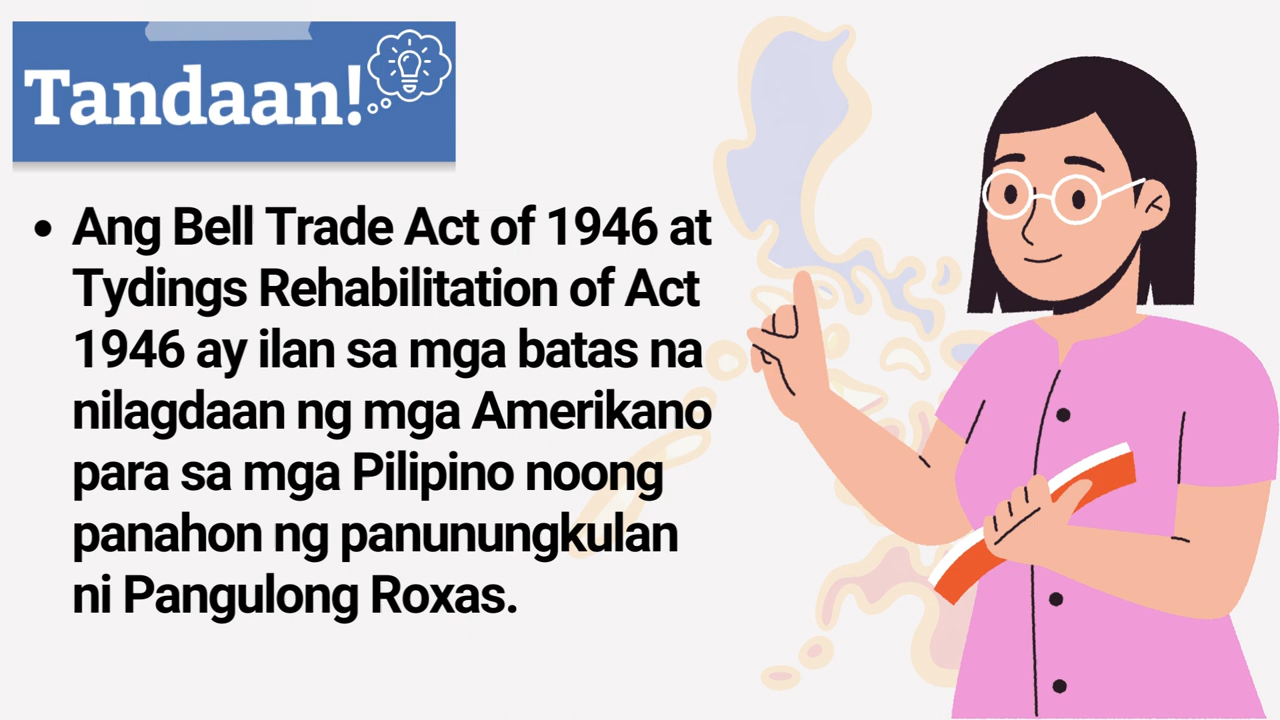 Tandaan!
• Ang Bell Trade Act of 1946 at
Tydings Rehabilitation of Act
1946 ay ilan sa mga batas na
nilagdaan ng mga Amerikano
para sa mga Pilipino noong
panahon ng panunungkulan
ni Pangulong Roxas.